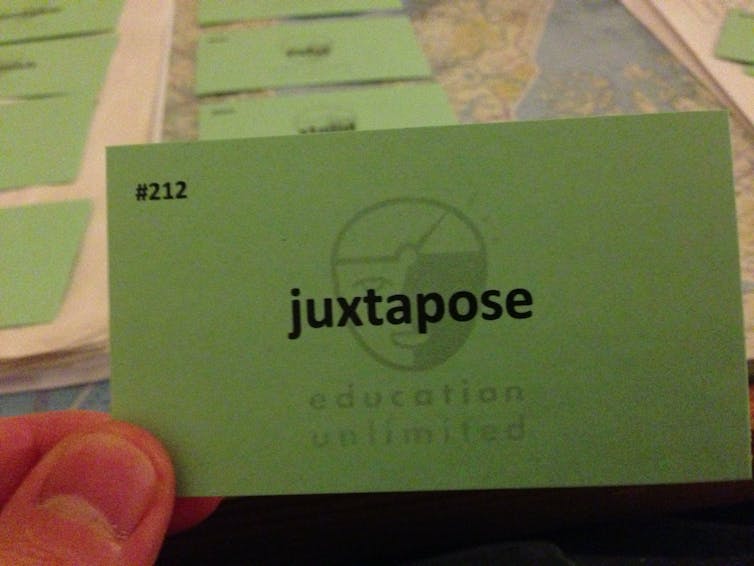 #212
juxtapose
education
unlimited